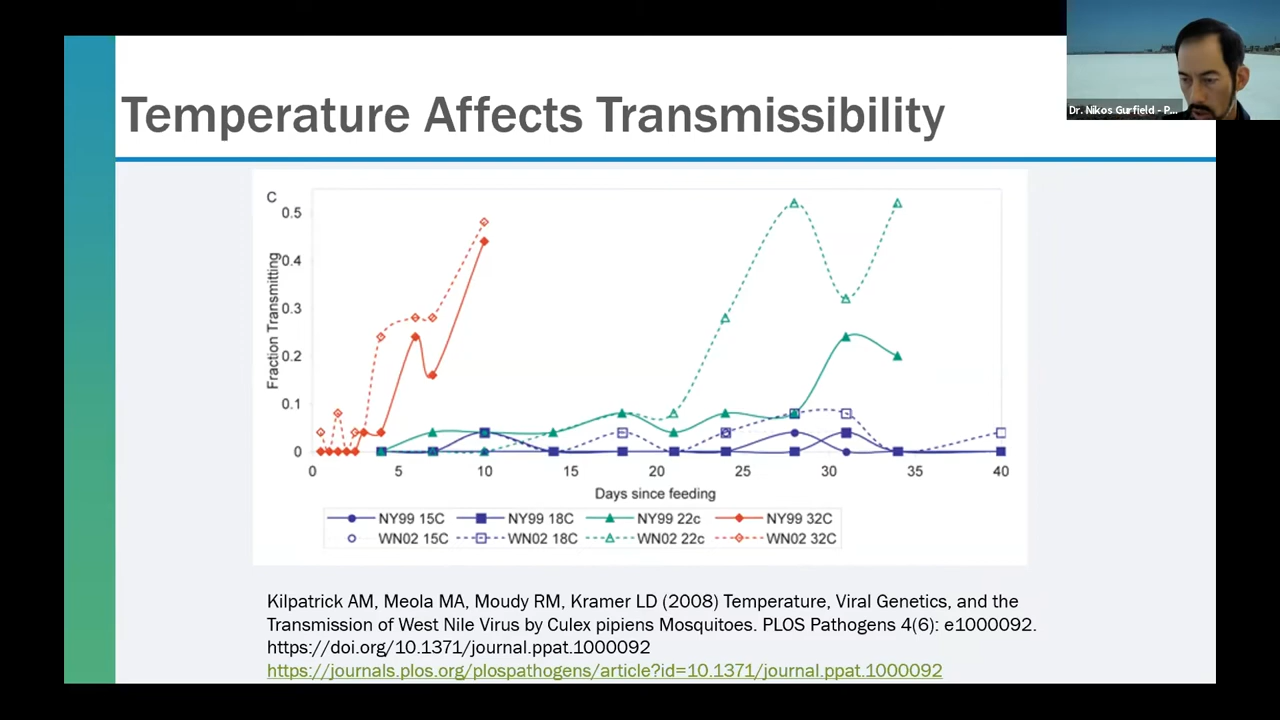 Temperature Affects Transmissibility
Dr. Nikos Gurfield - P...
C
Fraction Transmitting
0.5
0.4
0.3
0.2
0.1
0
0 5 10 15 20 25 30 35 40
Days since feeding
NY99 15C NY99 18C NY99 22c NY99 32C
WN02 15C WN02 18C WN02 22c WN02 32C
Kilpatrick AM, Meola MA, Moudy RM, Kramer LD (2008) Temperature, Viral Genetics, and the
Transmission of West Nile Virus by Culex pipiens Mosquitoes. PLOS Pathogens 4(6): e1000092.
https://doi.org/10.1371/journal.ppat.1000092
https://journals.plos.org/plospathogens/article?id=10.1371/journal.ppat.1000092